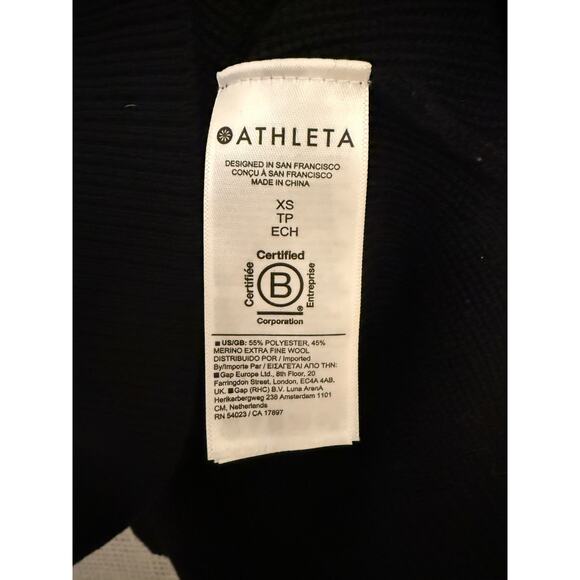 ATHLETA
DESIGNED IN SAN FRANCISCO
CONÇU À SAN FRANCISCO
MADE IN CHINA
XS
TP
ECH
Certified
Certifiée
B
Entreprise
®
Corporation
US/GB: 55% POLYESTER, 45%
MERINO EXTRA FINE WOOL
DISTRIBUIDO POR / Imported
By/Importe Par / ΕΙΣΑΓΕΤΑΙ ΑΠΟ ΤΗΝ:
Gap Europe Ltd., 8th Floor, 20
Farringdon Street, London, EC4A 4AB,
UK. Gap (RHC) B.V. Luna ArenA
Herikerbergweg 238 Amsterdam 1101
CM, Netherlands
RN 54023 / CA 17897